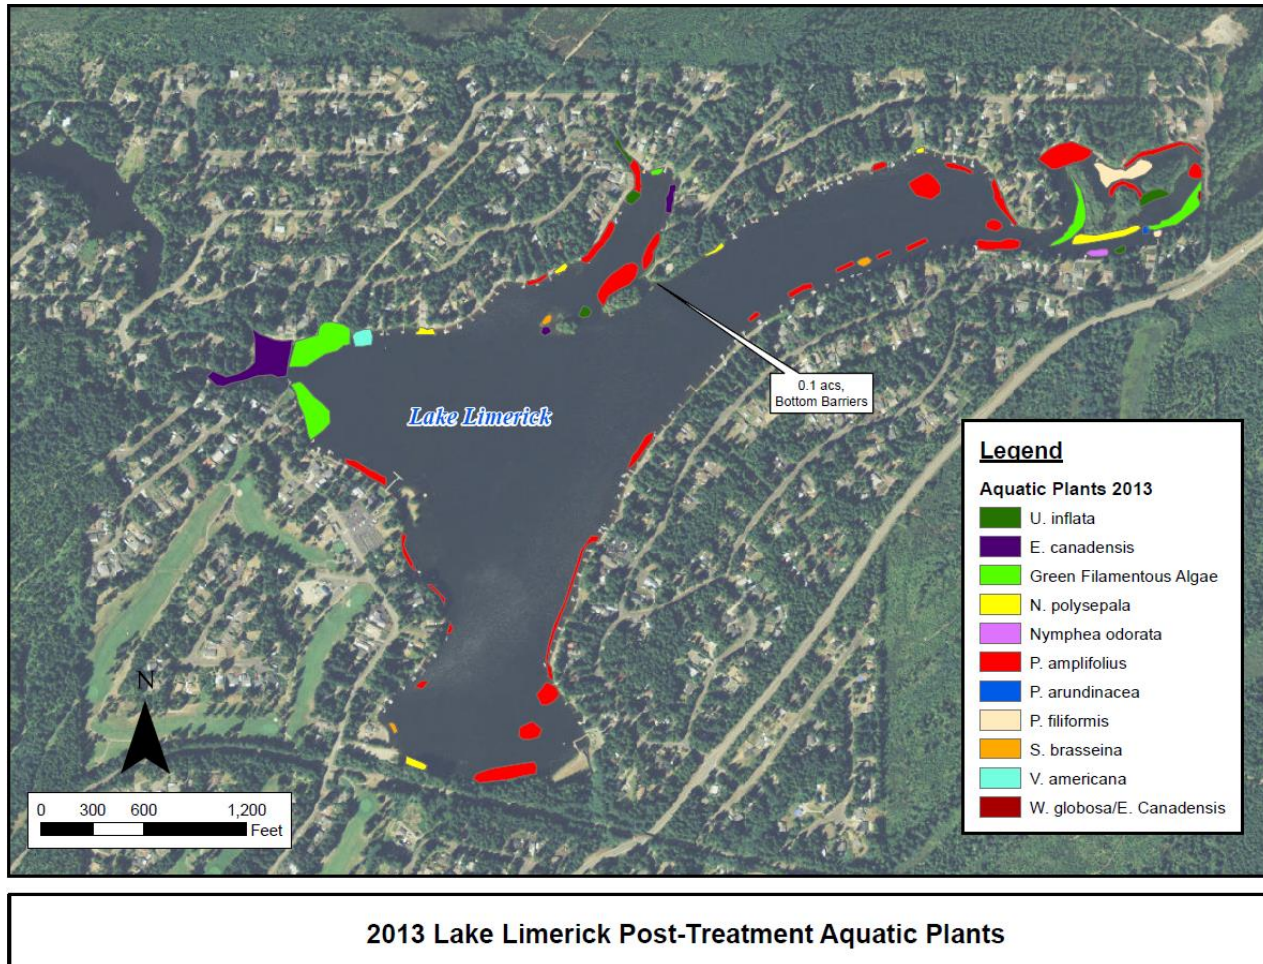 0.1 acs,
Bottom Barriers
Lake Limerick
Legend
Aquatic Plants 2013
U. inflata
E. canadensis
Green Filamentous Algae
N. polysepala
Nymphea odorata
P. amplifolius
P. arundinacea
P. filiformis
S. brasseina
V. americana
W. globosa/E. Canadensis
N
0 300 600 1,200
Feet
2013 Lake Limerick Post-Treatment Aquatic Plants